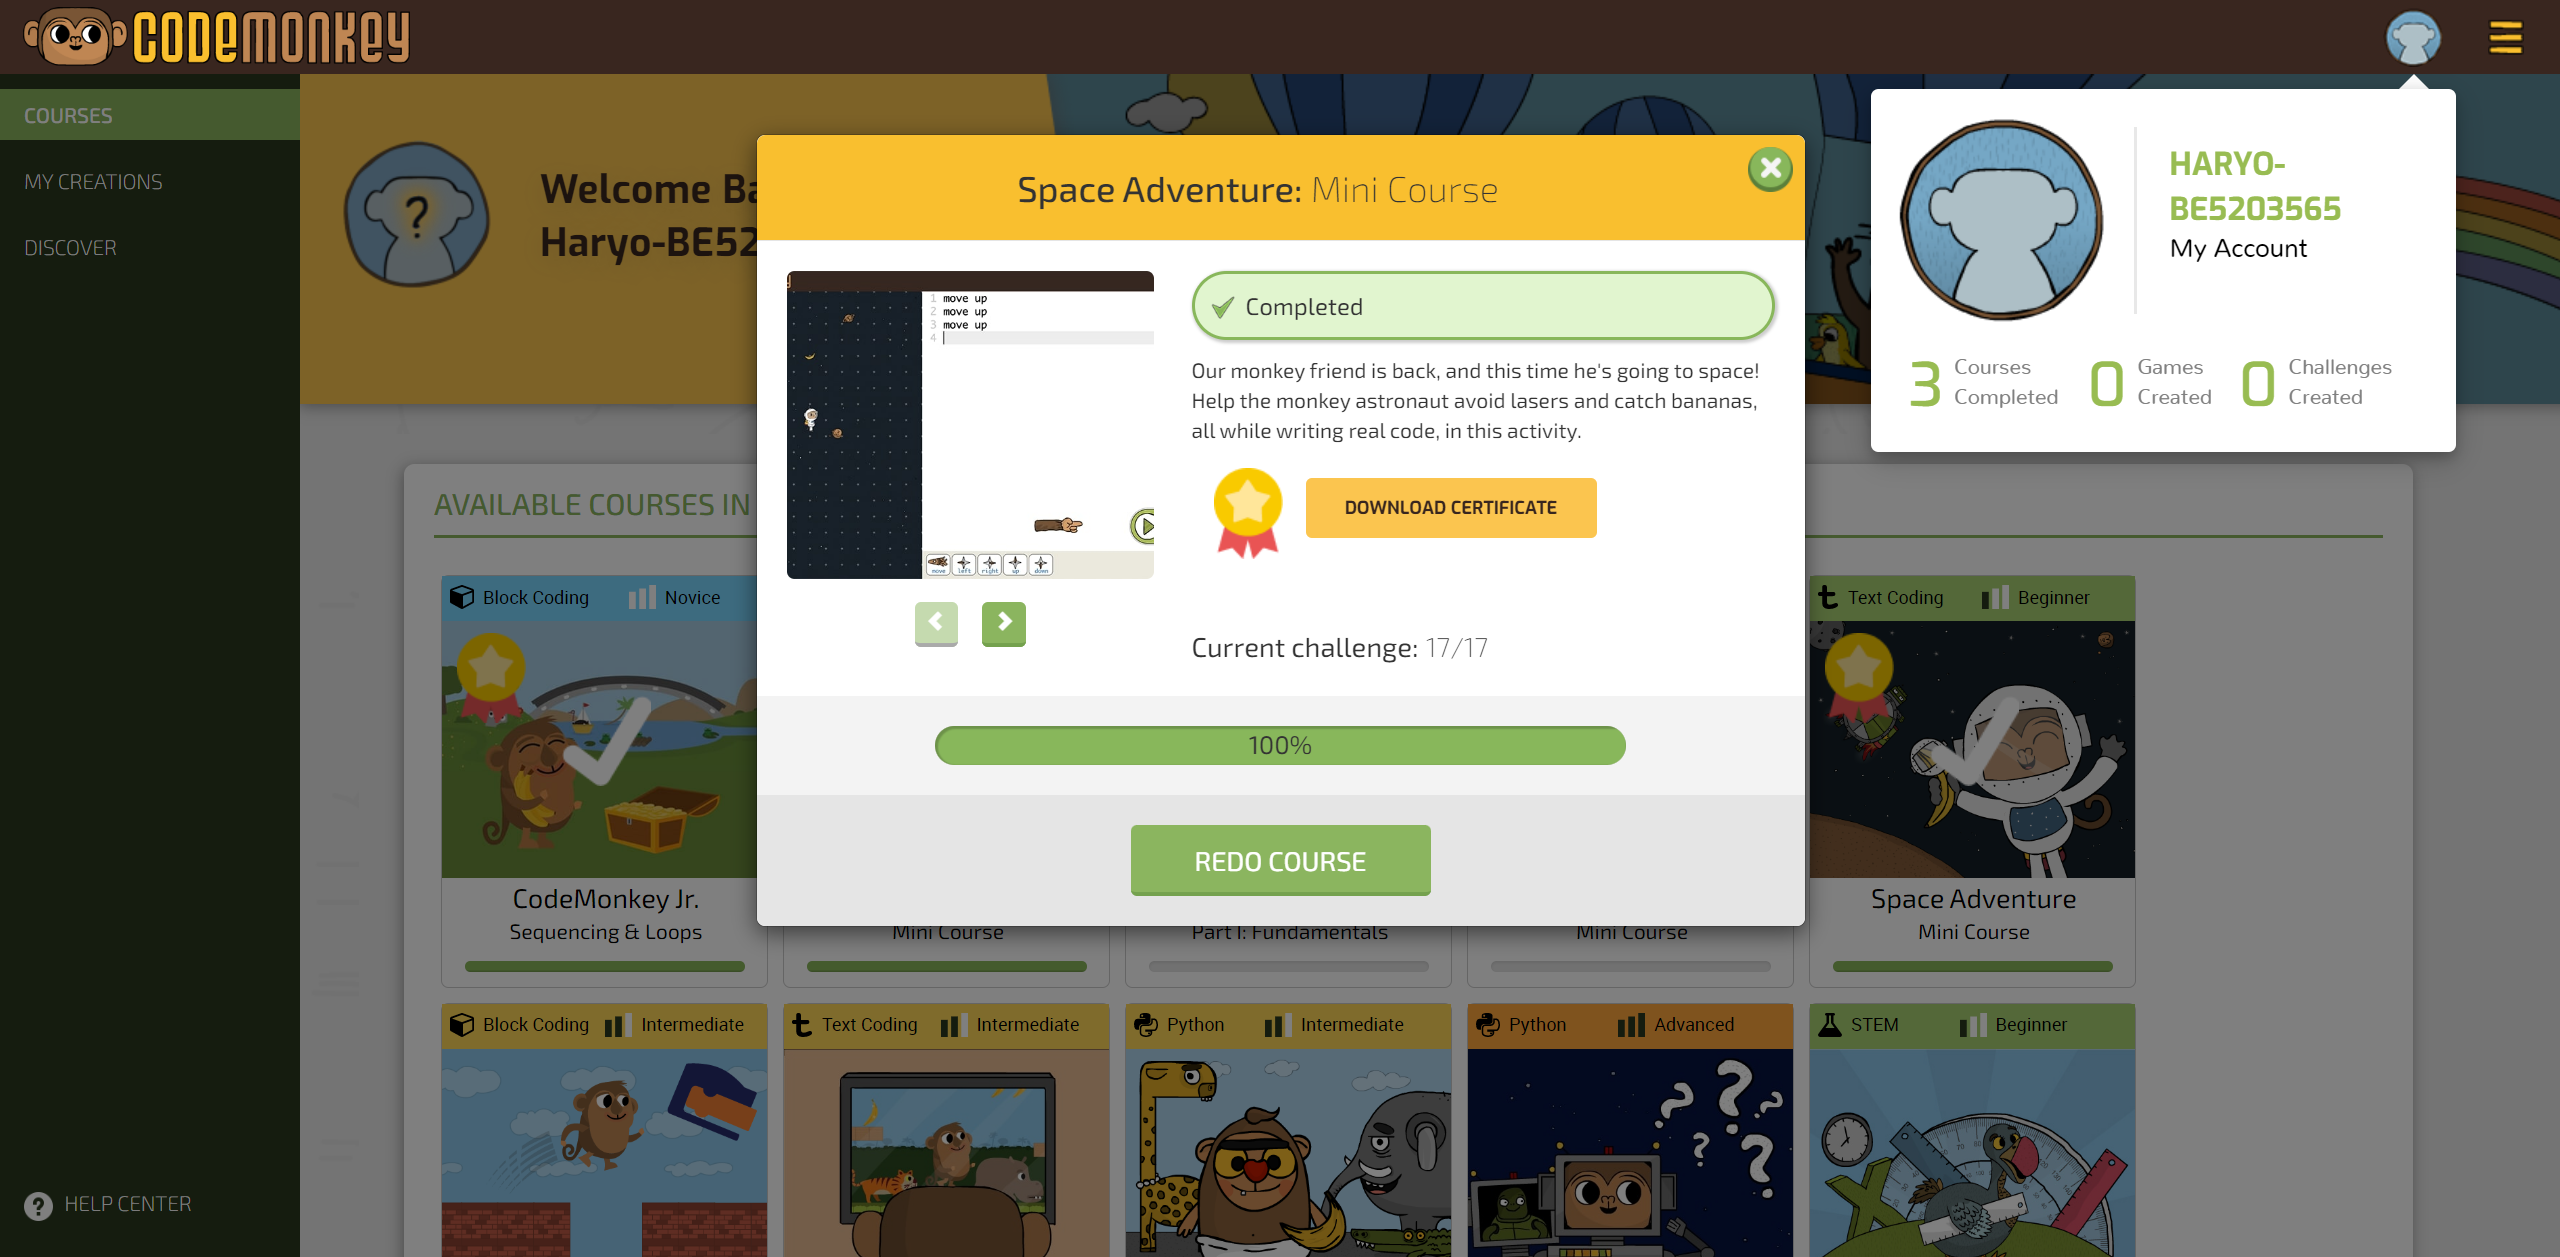 CODEMONKEY
COURSES
MY CREATIONS
DISCOVER
HELP CENTER
Welcome Ba
Haryo-BE52
HARYO-
BE5203565
My Account
3 Courses Completed
0 Games Created
0 Challenges Created
Space Adventure: Mini Course
1 move up
2 move up
3 move up
4
move left right up down
Completed
Our monkey friend is back, and this time he's going to space!
Help the monkey astronaut avoid lasers and catch bananas,
all while writing real code, in this activity.
DOWNLOAD CERTIFICATE
Current challenge: 17/17
100%
REDO COURSE
AVAILABLE COURSES IN
Block Coding Novice
CodeMonkey Jr.
Sequencing & Loops
Mini Course
Part I: Fundamentals
Mini Course
Text Coding Beginner
Space Adventure
Mini Course
Block Coding Intermediate
Text Coding Intermediate
Python Intermediate
Python Advanced
STEM Beginner